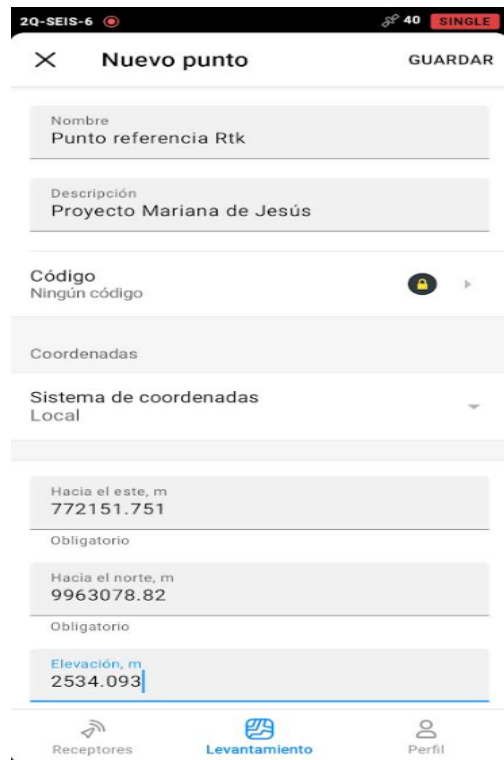 2Q-SEIS-6 40 SINGLE
Nuevo punto GUARDAR
Nombre
Punto referencia Rtk
Descripción
Proyecto Mariana de Jesús
Código
Ningún código
Coordenadas
Sistema de coordenadas
Local
Hacia el este, m
772151.751
Obligatorio
Hacia el norte, m
9963078.82
Obligatorio
Elevación, m
2534.093
Receptores Levantamiento Perfil